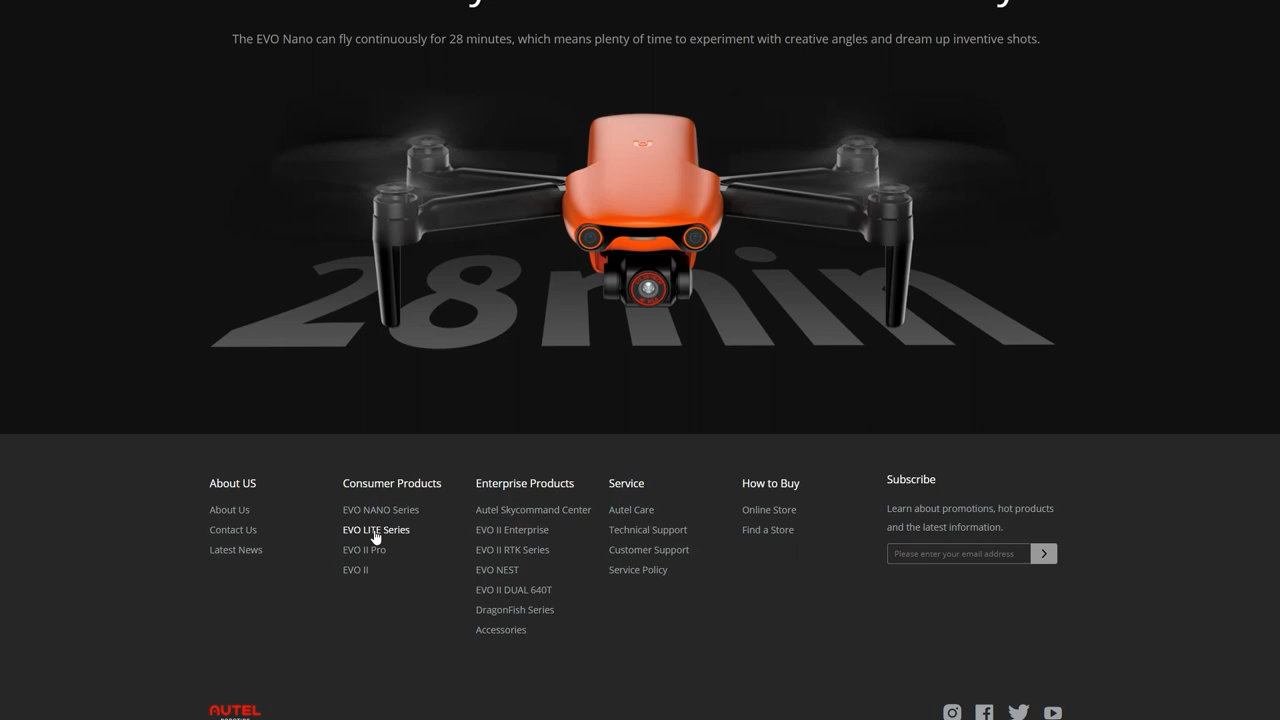 The EVO Nano can fly continuously for 28 minutes, which means plenty of time to experiment with creative angles and dream up inventive shots.
28min
About US
About Us
Contact Us
Latest News
Consumer Products
EVO NANO Series
EVO LITE Series
EVO II Pro
EVO II
Enterprise Products
Autel Skycommand Center
EVO II Enterprise
EVO II RTK Series
EVO NEST
EVO II DUAL 640T
DragonFish Series
Accessories
Service
Autel Care
Technical Support
Customer Support
Service Policy
How to Buy
Online Store
Find a Store
Subscribe
Learn about promotions, hot products
and the latest information.
Please enter your email address
AUTEL